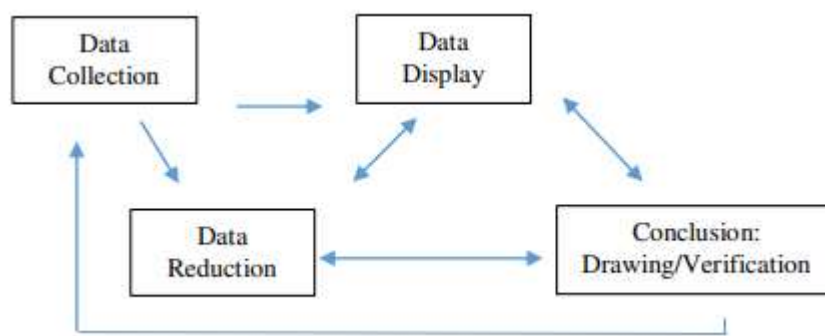 Data
Collection
Data
Display
Data
Reduction
Conclusion:
Drawing/Verification